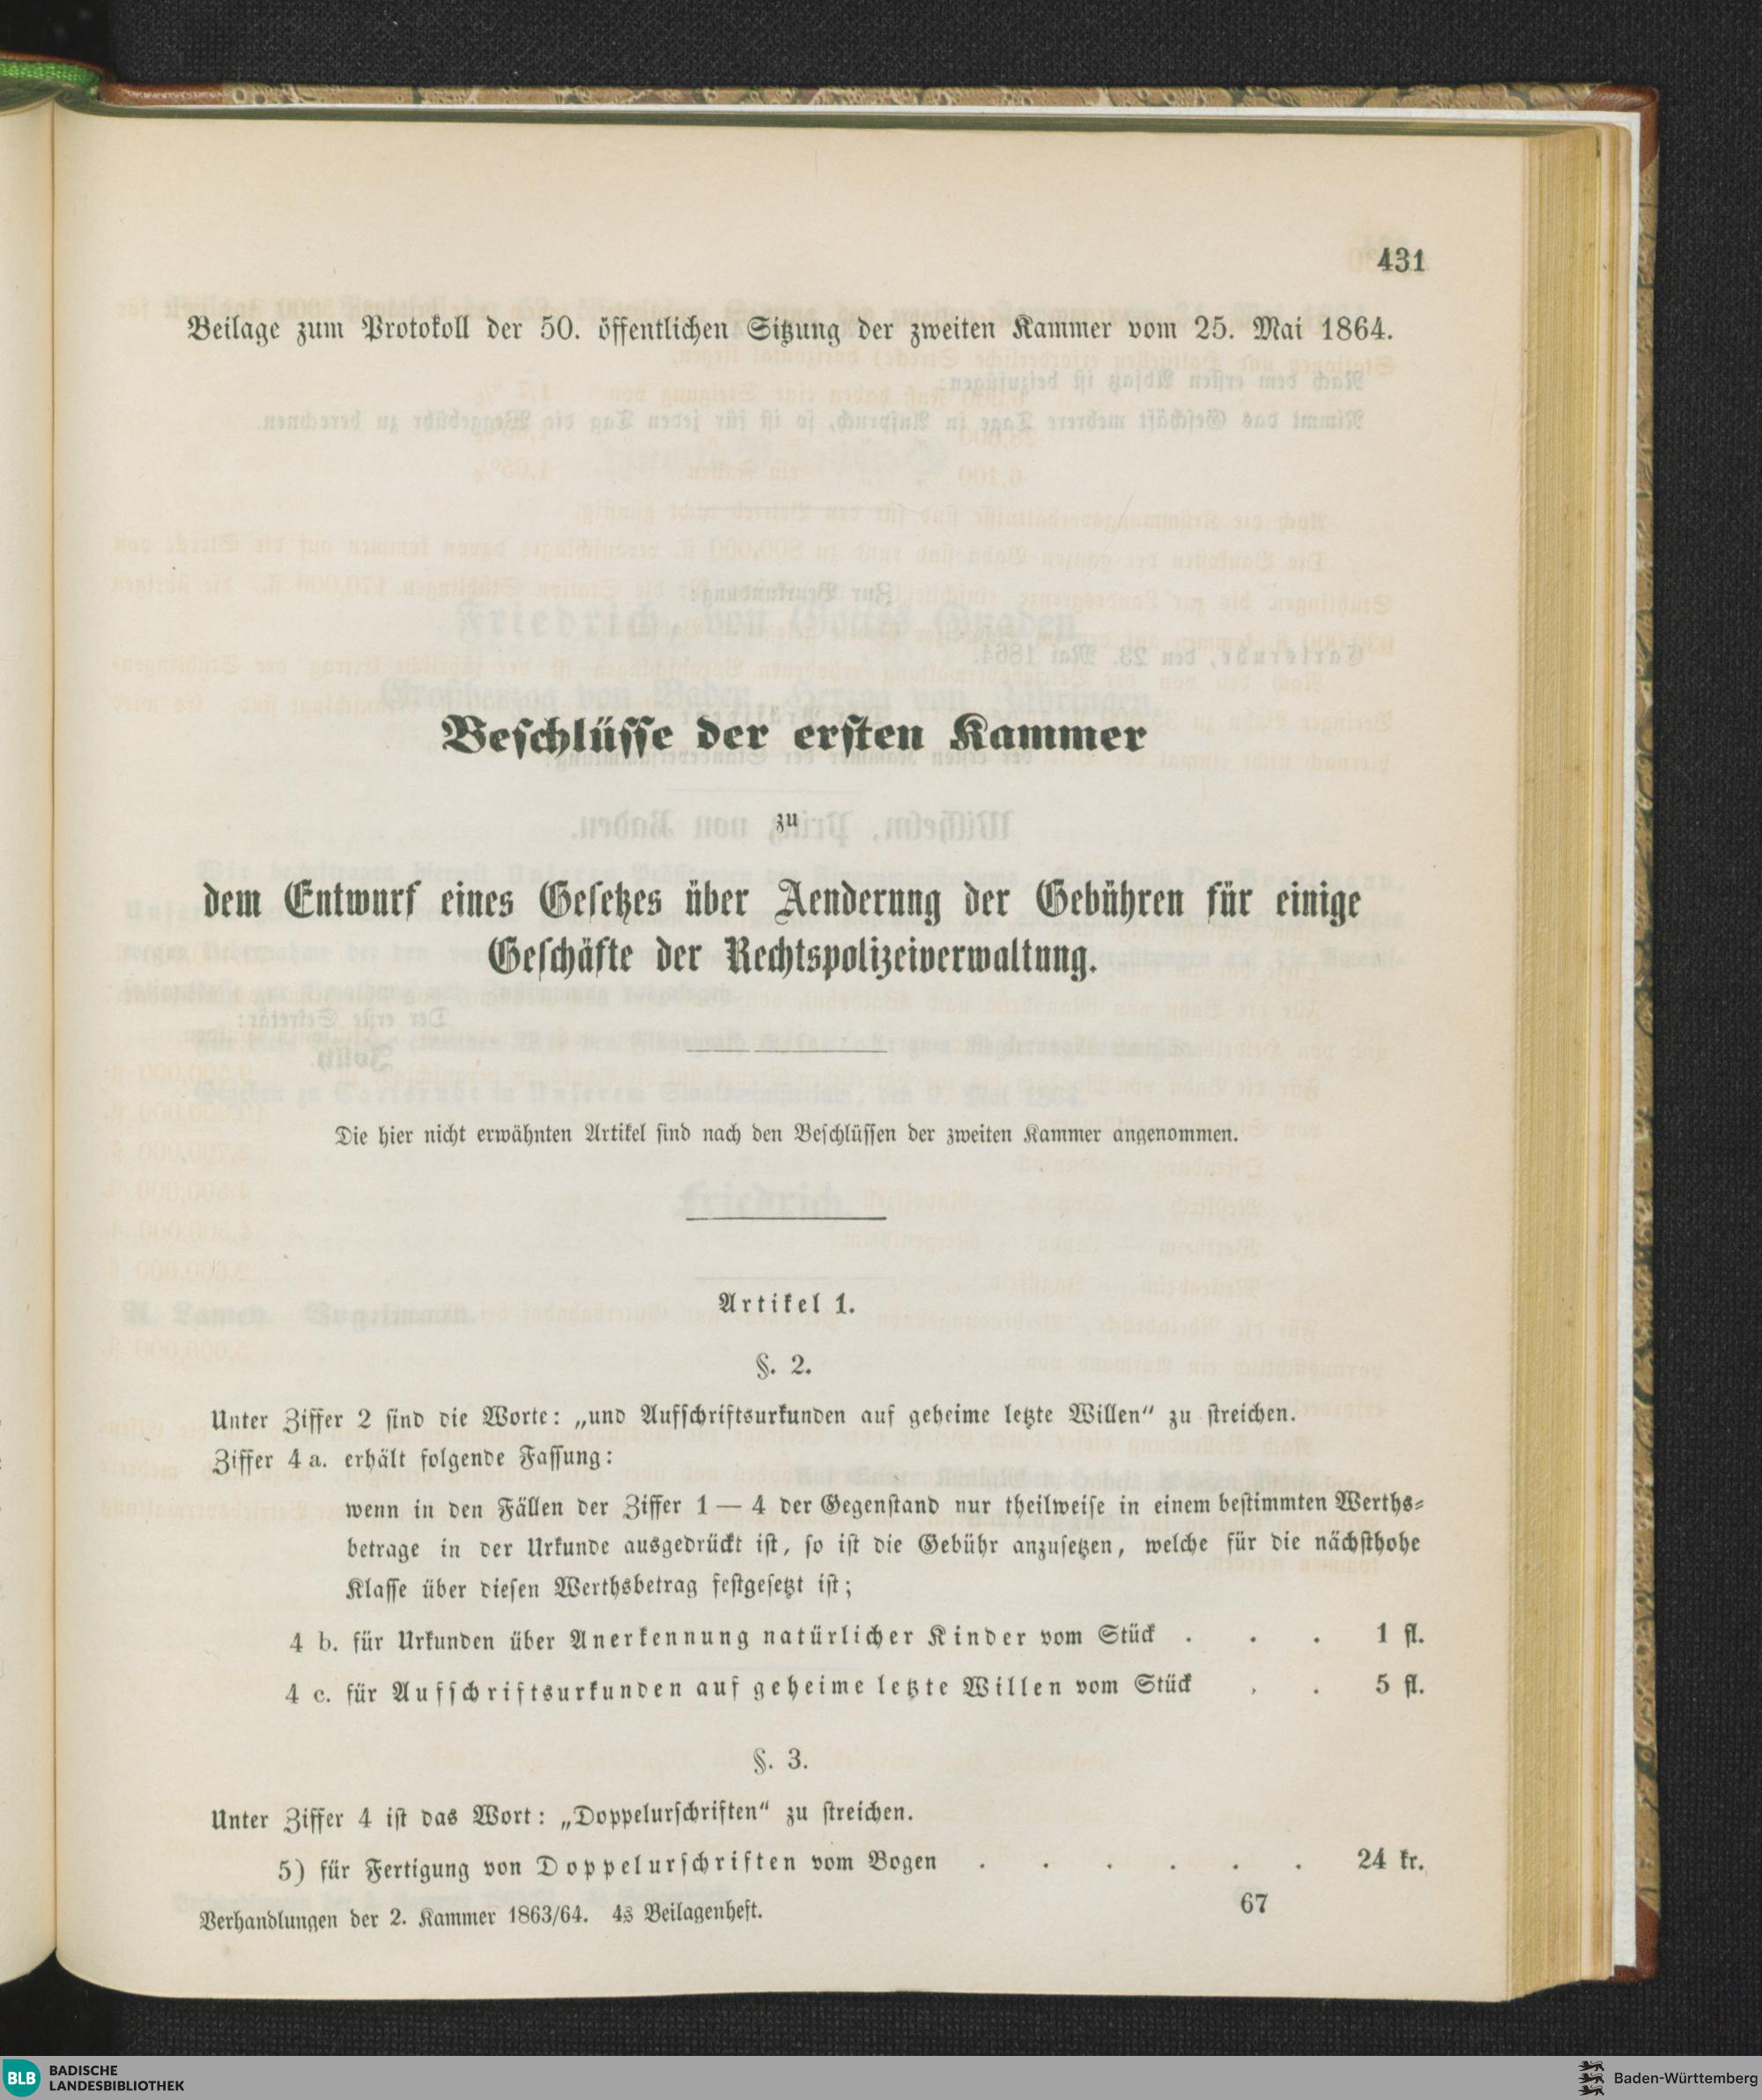 431
Beilage zum Protokoll der 50. öffentlichen Sitzung der zweiten Kammer vom 25. Mai 1864.
Beschlüsse der ersten Kammer
zu
dem Entwurf eines Gesetzes über Aenderung der Gebühren für einige
Geschäfte der Rechtspolizeiverwaltung.
Die hier nicht erwähnten Artikel sind nach den Beschlüssen der zweiten Kammer angenommen.
Artikel 1.
§. 2.
Unter Ziffer 2 sind die Worte: „und Aufschriftsurkunden auf geheime letzte Willen“ zu streichen.
Ziffer 4 a. erhält folgende Fassung:
wenn in den Fällen der Ziffer 1 — 4 der Gegenstand nur theilweise in einem bestimmten Werths-
betrage in der Urkunde ausgedrückt ist, so ist die Gebühr anzusetzen, welche für die nächsthohe
Klasse über diesen Werthsbetrag festgesetzt ist;
4 b. für Urkunden über Anerkennung natürlicher Kinder vom Stück . . . 1 fl.
4 c. für Aufschriftsurkunden auf geheime letzte Willen vom Stück , . 5 fl.
§. 3.
Unter Ziffer 4 ist das Wort: „Doppelurschriften“ zu streichen.
5) für Fertigung von Doppelurschriften vom Bogen . . . . . . 24 kr.
Verhandlungen der 2. Kammer 1863/64. 4s Beilagenheft. 67
BLB BADISCHE
LANDESBIBLIOTHEK
Baden-Württemberg